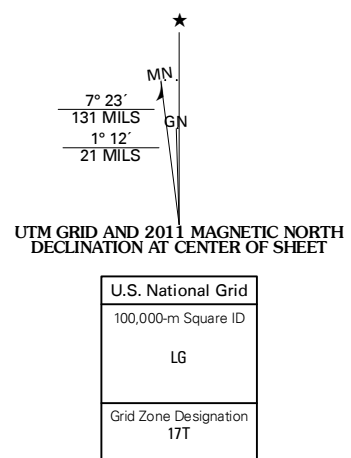 MN
7° 23´
131 MILS
GN
1° 12´
21 MILS
UTM GRID AND 2011 MAGNETIC NORTH
DECLINATION AT CENTER OF SHEET
U.S. National Grid
100,000-m Square ID
LG
Grid Zone Designation
17T